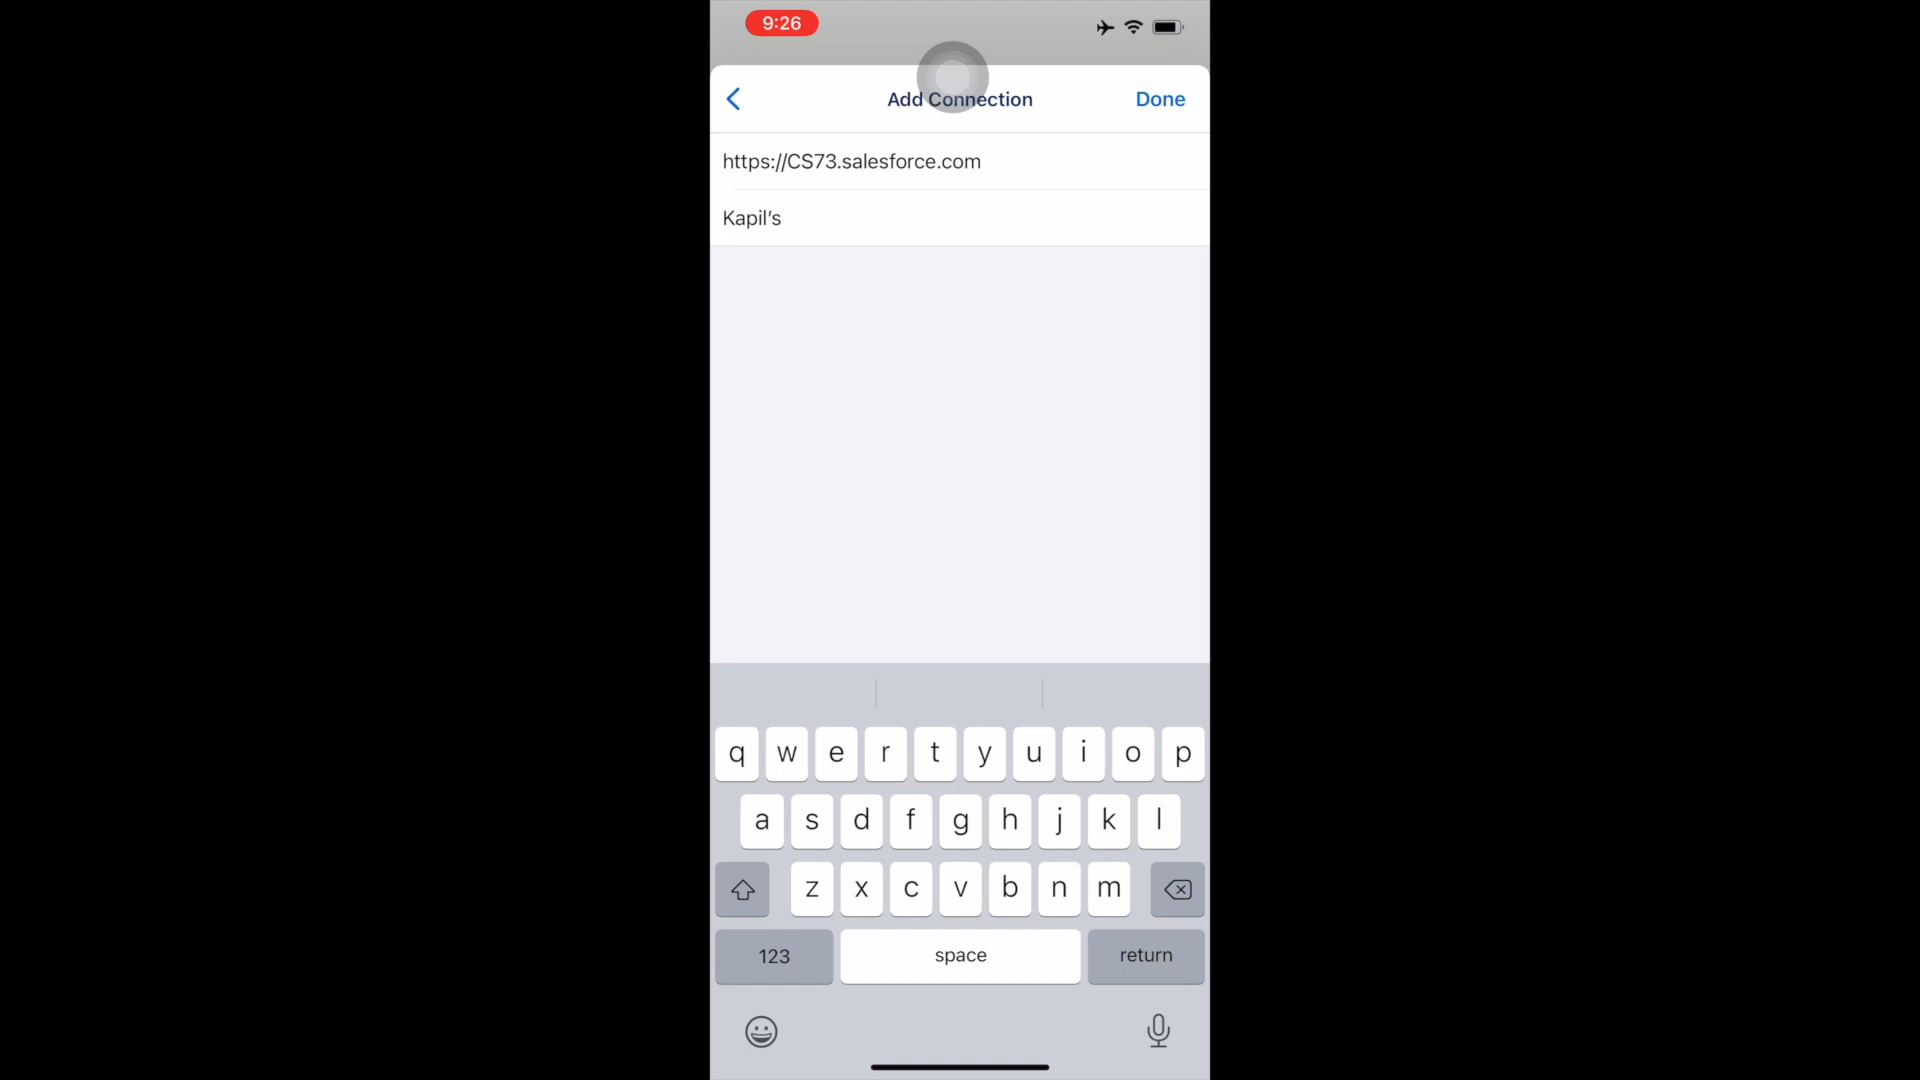 9:26
Add Connection Done
https://CS73.salesforce.com
Kapil’s
q w e r t y u i o p
a s d f g h j k l
z x c v b n m
123 space return